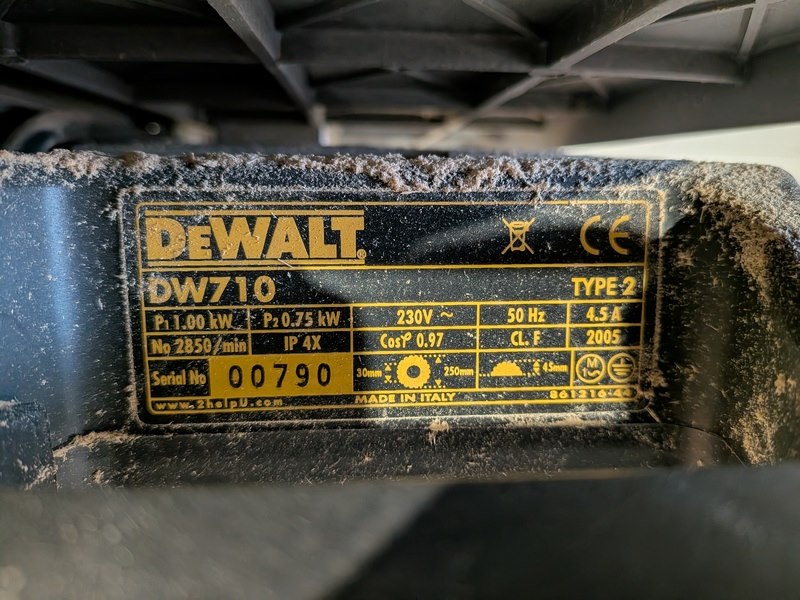 DEWALT®
CE
DW710 TYPE 2
P1 1.00 kW P2 0.75 kW 230V ~ 50 Hz 4.5 A
No 2850/min IP 4X Cosφ 0.97 CL. F 2005
Serial No 00790 30mm 250mm 45mm M 1~
www.2helpU.com MADE IN ITALY